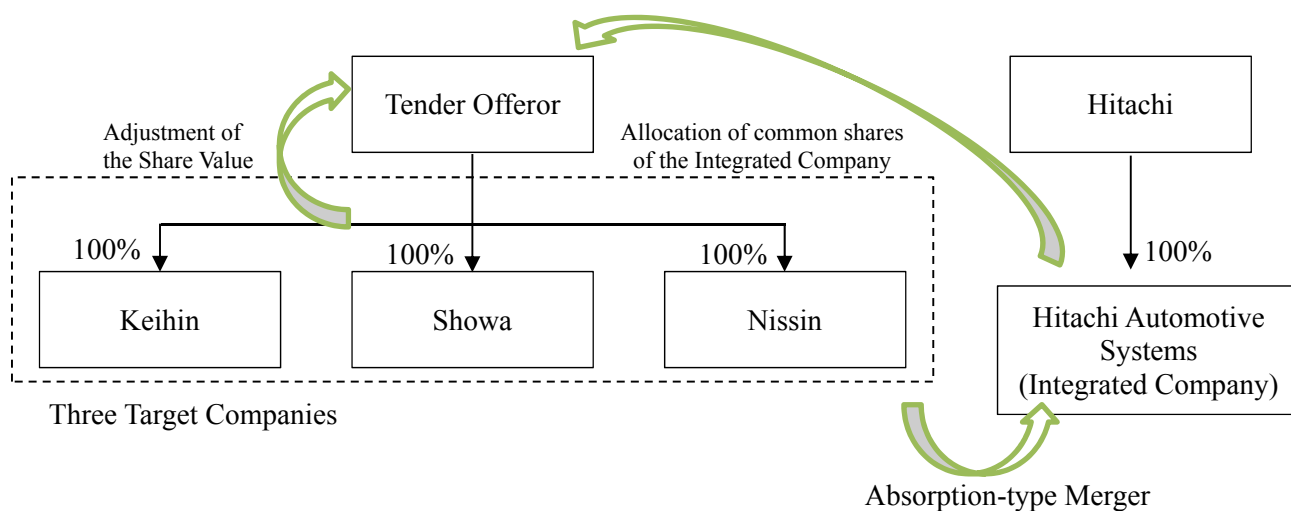 Tender Offeror
Hitachi
Adjustment of
the Share Value
Allocation of common shares
of the Integrated Company
100%
100%
100%
100%
Keihin
Showa
Nissin
Hitachi Automotive
Systems
(Integrated Company)
Three Target Companies
Absorption-type Merger